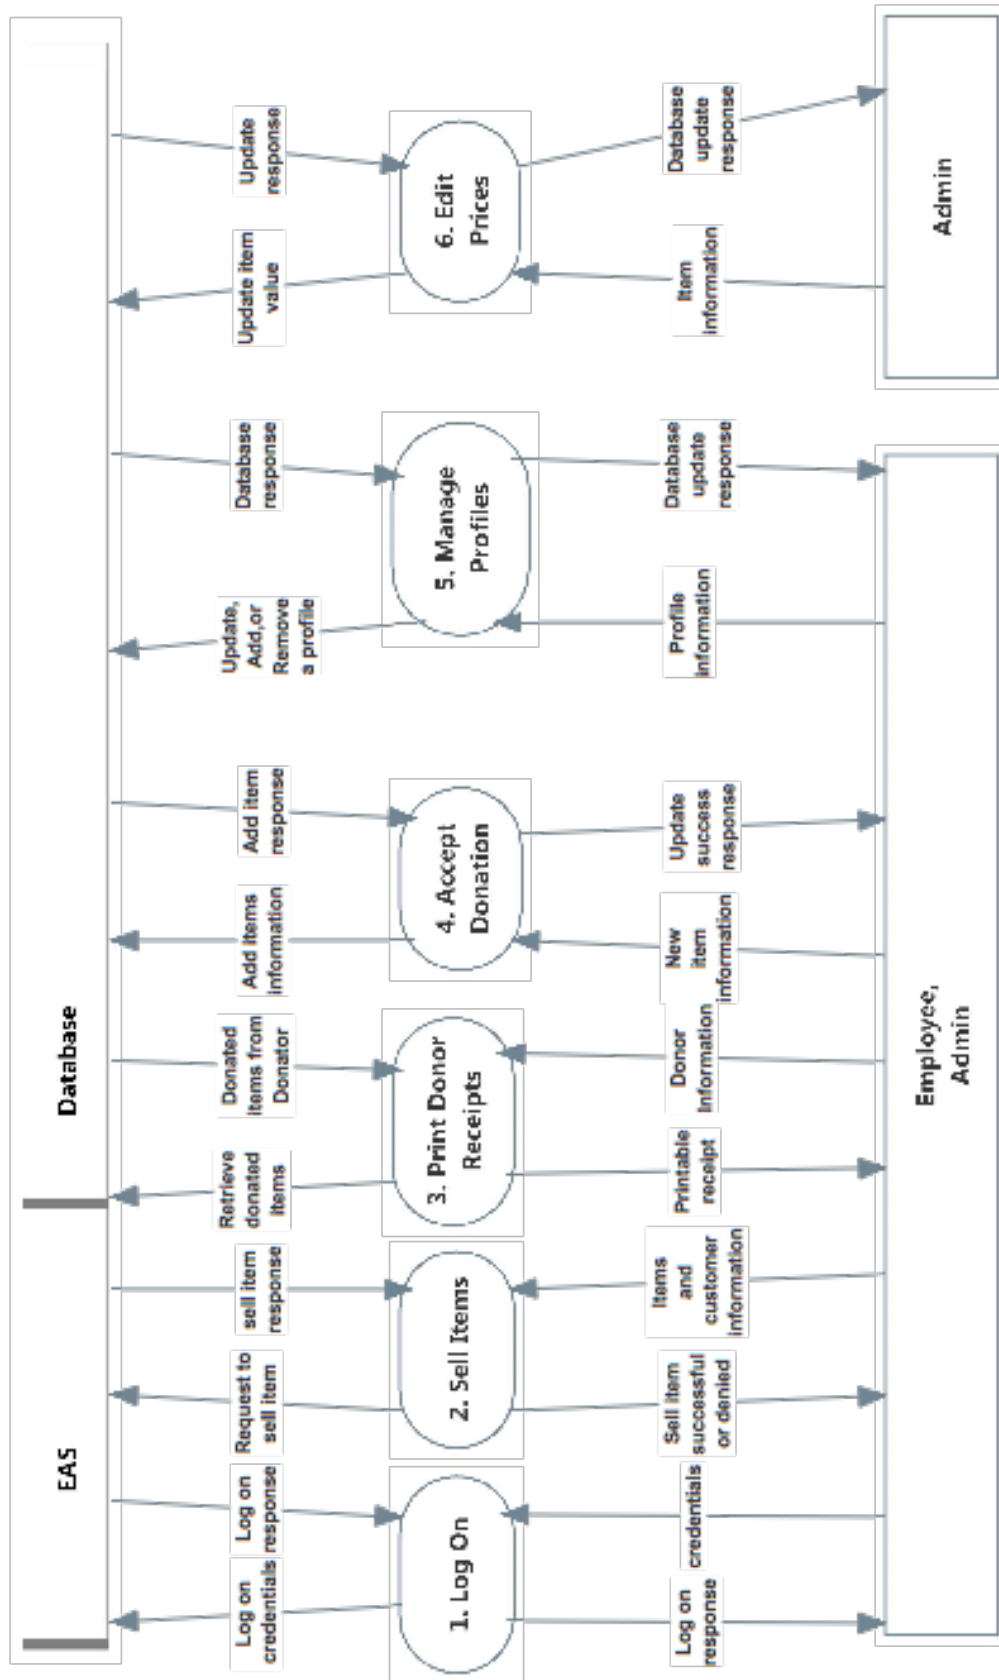 EAS
Database
Log on
credentials
Log on
response
Request to
sell item
sell item
response
Retrieve
donated
items
Donated
items from
Donator
Add items
information
Add item
response
Update,
Add,or
Remove
a profile
Database
response
Update item
value
Update
response
1. Log On
2. Sell Items
3. Print Donor
Receipts
4. Accept
Donation
5. Manage
Profiles
6. Edit
Prices
Log on
response
credentials
Sell item
successful
or denied
Items
and
customer
information
Printable
receipt
Donor
Information
New
item
information
Update
success
response
Profile
information
Database
update
response
Item
information
Database
update
response
Employee,
Admin
Admin